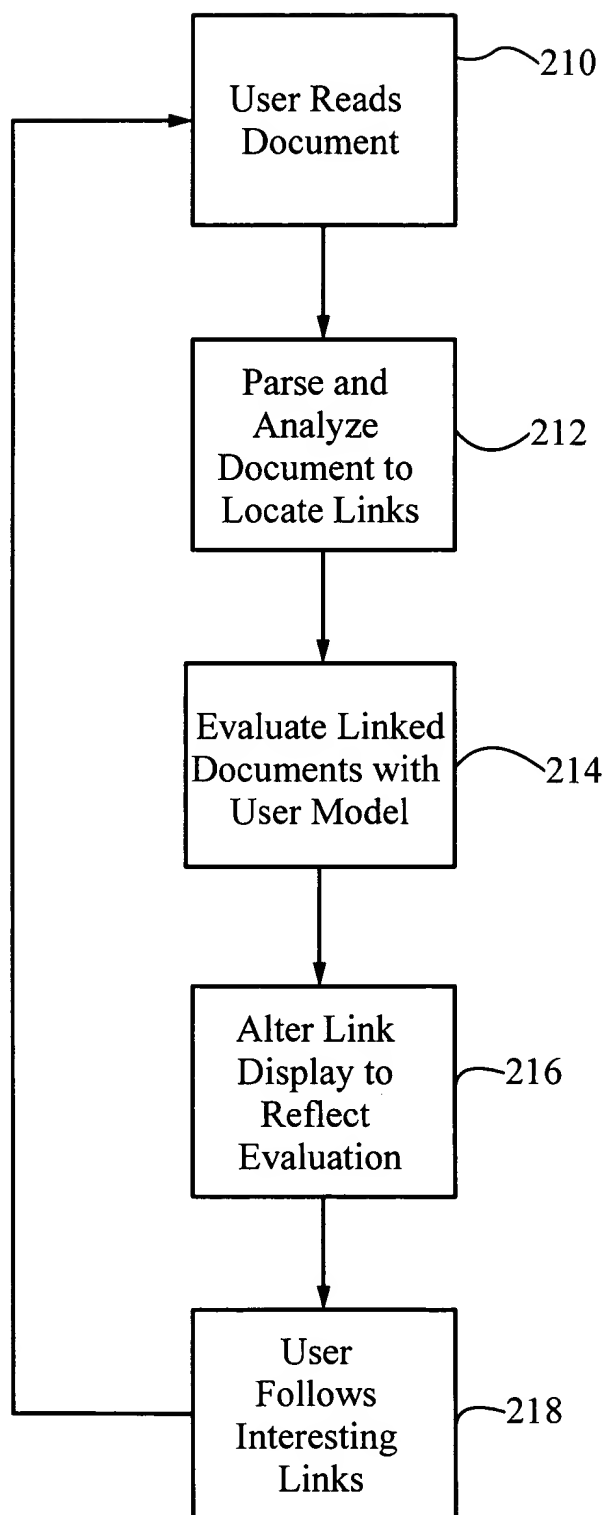 User Reads
Document
210
Parse and
Analyze
Document to
Locate Links
212
Evaluate Linked
Documents with
User Model
214
Alter Link
Display to
Reflect
Evaluation
216
User
Follows
Interesting
Links
218